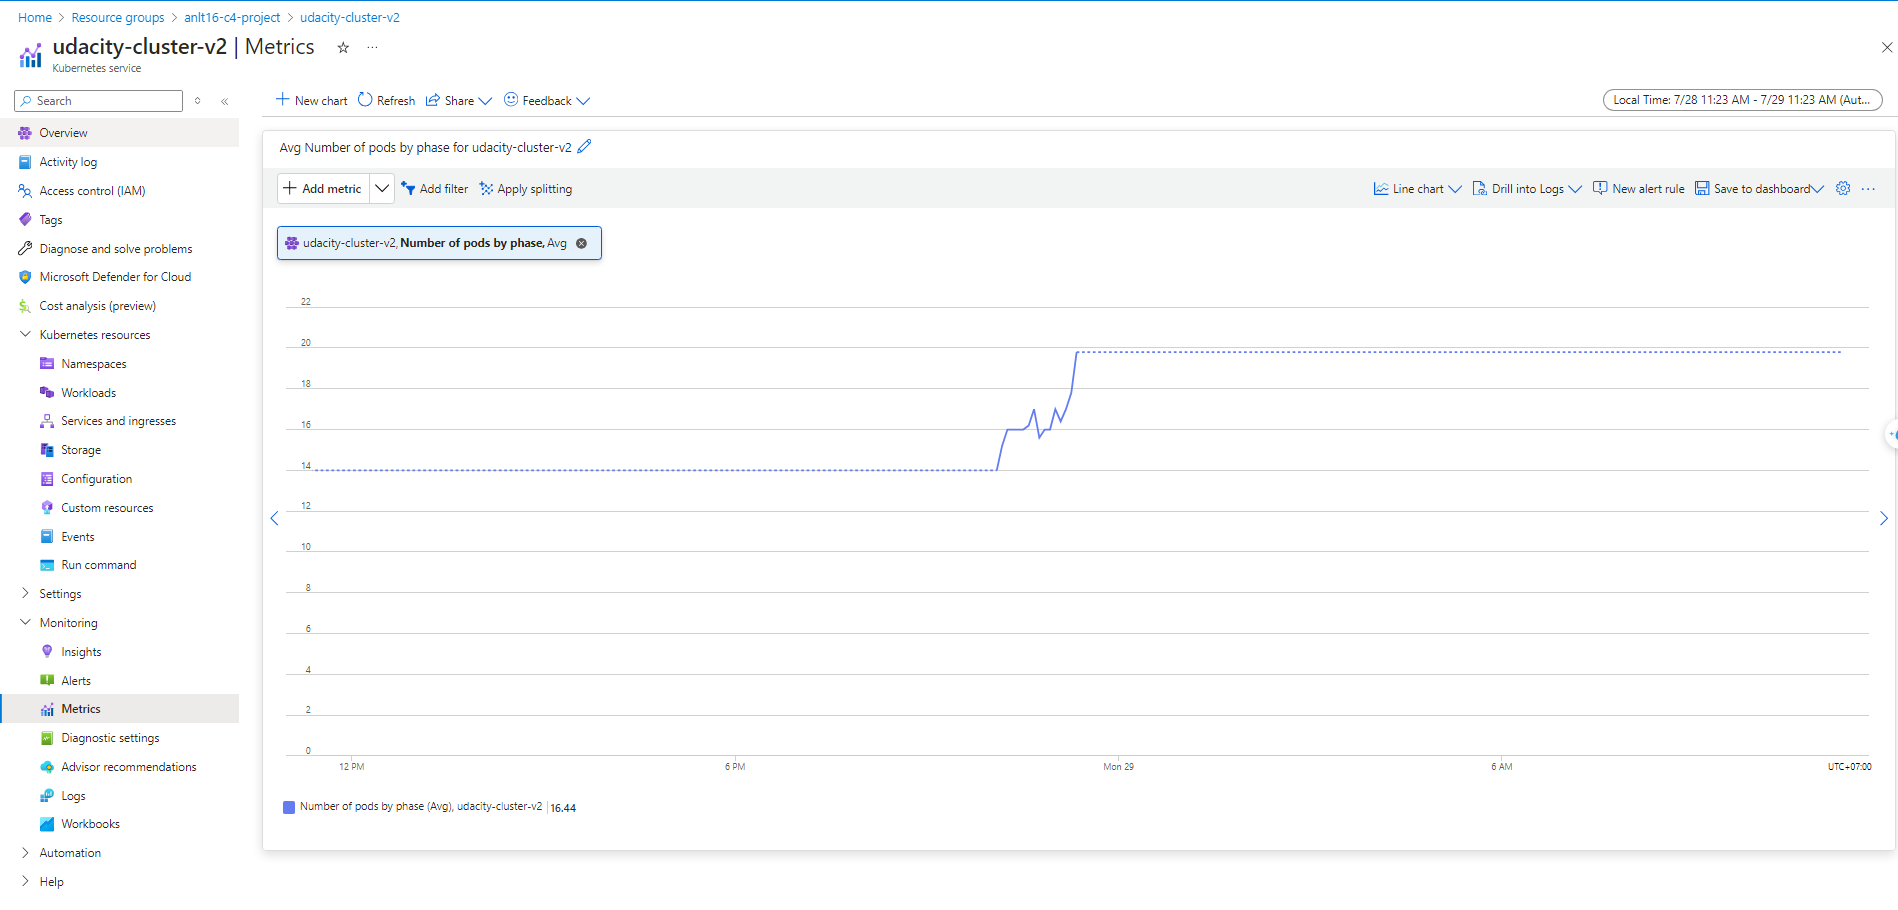 Home > Resource groups > anlt16-c4-project > udacity-cluster-v2
udacity-cluster-v2 | Metrics ☆ ···
Kubernetes service
Search
Overview
Activity log
Access control (IAM)
Tags
Diagnose and solve problems
Microsoft Defender for Cloud
Cost analysis (preview)
Kubernetes resources
Namespaces
Workloads
Services and ingresses
Storage
Configuration
Custom resources
Events
Run command
Settings
Monitoring
Insights
Alerts
Metrics
Diagnostic settings
Advisor recommendations
Logs
Workbooks
Automation
Help
New chart Refresh Share Feedback
Local Time: 7/28 11:23 AM - 7/29 11:23 AM (Aut...
Avg Number of pods by phase for udacity-cluster-v2
Add metric Add filter Apply splitting Line chart Drill into Logs New alert rule Save to dashboard ···
udacity-cluster-v2, Number of pods by phase, Avg
22
20
18
16
14
12
10
8
6
4
2
0
12 PM 6 PM Mon 29 6 AM UTC+07:00
Number of pods by phase (Avg), udacity-cluster-v2 | 16.44